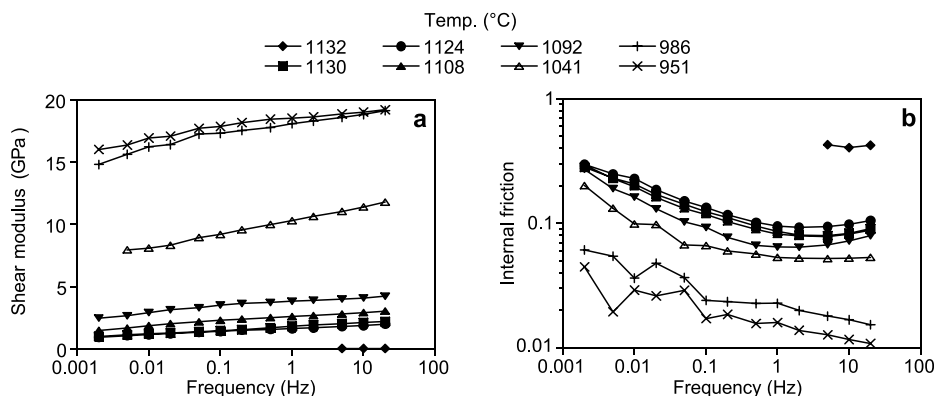 Temp. (°C)
1132 1124 1092 986
1130 1108 1041 951
a
Shear modulus (GPa)
20
15
10
5
0
0.001 0.01 0.1 1 10 100
Frequency (Hz)
b
Internal friction
1
0.1
0.01
0.001 0.01 0.1 1 10 100
Frequency (Hz)